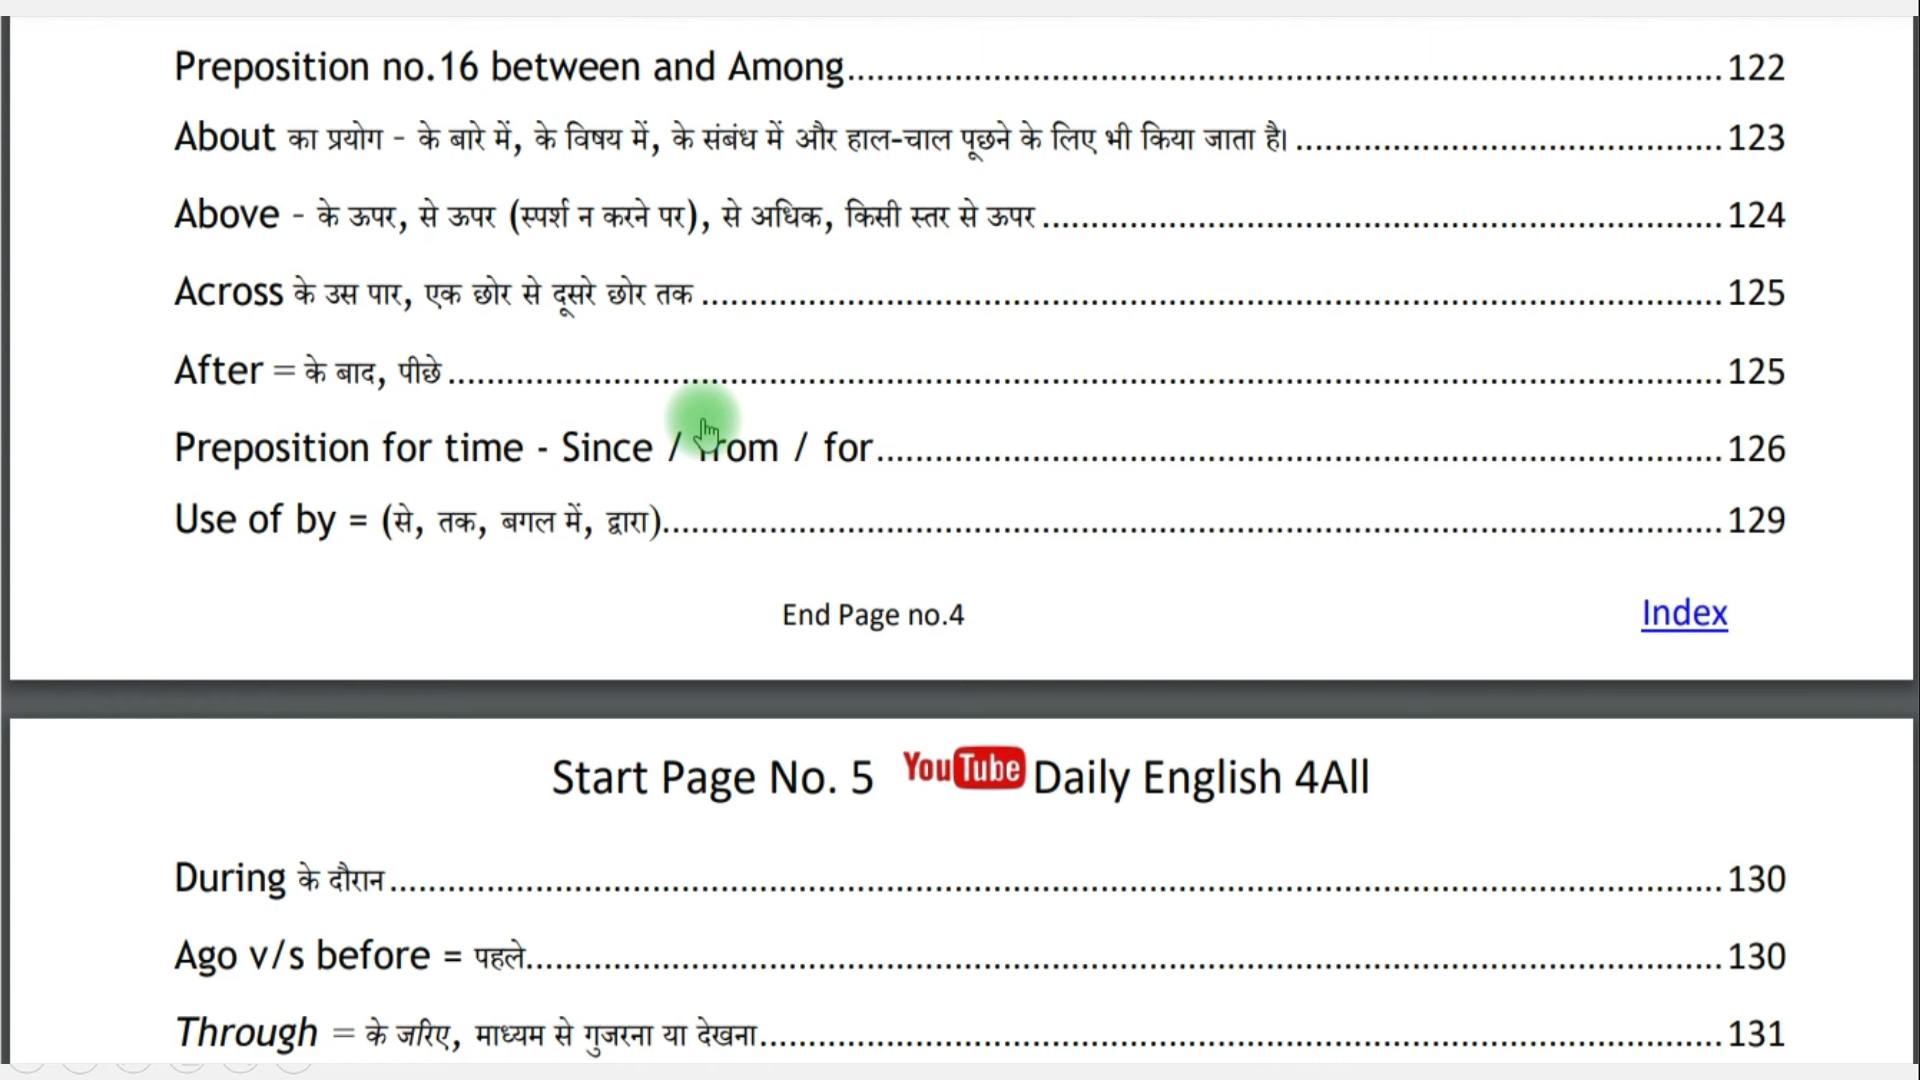 Preposition no.16 between and Among........................................................................122
About का प्रयोग - के बारे में, के विषय में, के संबंध में और हाल-चाल पूछने के लिए भी किया जाता है।...................................123
Above - के ऊपर, से ऊपर (स्पर्श न करने पर), से अधिक, किसी स्तर से ऊपर........................................................124
Across के उस पार, एक छोर से दूसरे छोर तक....................................................................................125
After = के बाद, पीछे.........................................................................................................125
Preposition for time - Since / from / for......................................................................126
Use of by = (से, तक, बगल में, द्वारा).......................................................................................129
End Page no.4
Index
Start Page No. 5 YouTube Daily English 4All
During के दौरान..............................................................................................................130
Ago v/s before = पहले...................................................................................................130
Through = के जरिए, माध्यम से गुजरना या देखना...............................................................................131